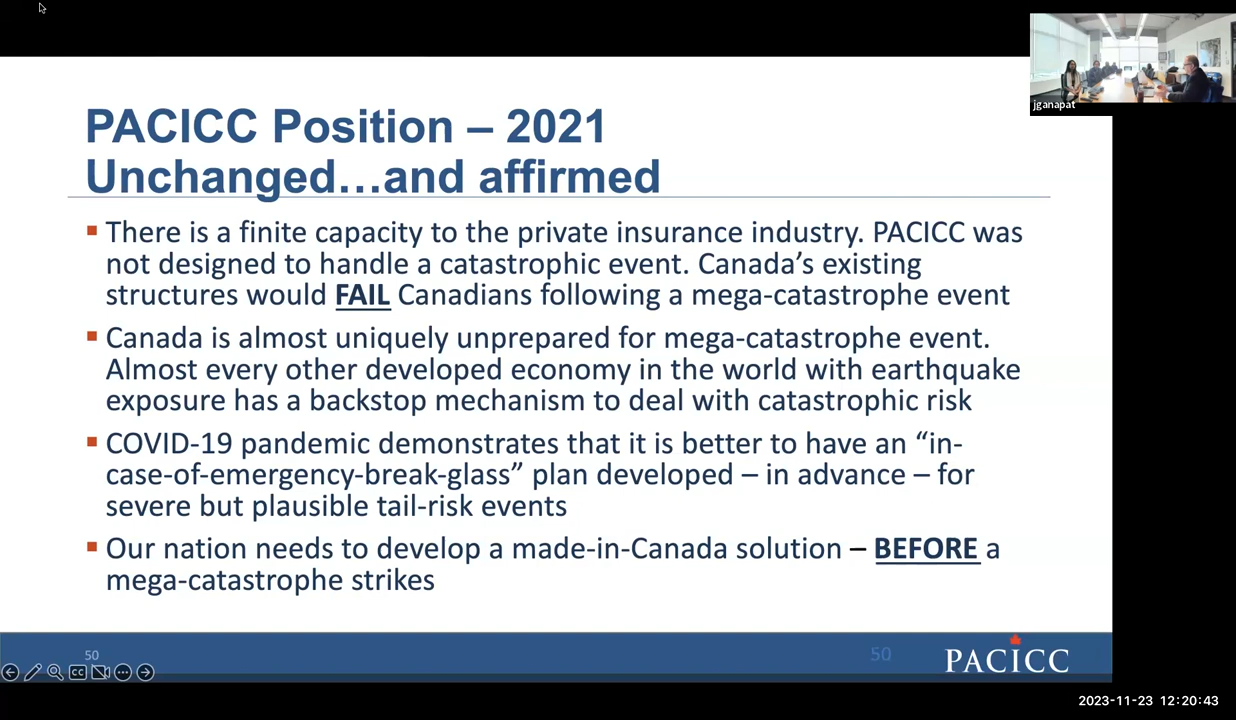 jganapat
PACICC Position – 2021
Unchanged…and affirmed
▪ There is a finite capacity to the private insurance industry. PACICC was
not designed to handle a catastrophic event. Canada’s existing
structures would FAIL Canadians following a mega-catastrophe event
▪ Canada is almost uniquely unprepared for mega-catastrophe event.
Almost every other developed economy in the world with earthquake
exposure has a backstop mechanism to deal with catastrophic risk
▪ COVID-19 pandemic demonstrates that it is better to have an “in-
case-of-emergency-break-glass” plan developed – in advance – for
severe but plausible tail-risk events
▪ Our nation needs to develop a made-in-Canada solution – BEFORE a
mega-catastrophe strikes
50
50
PACICC
CC
2023-11-23 12:20:43